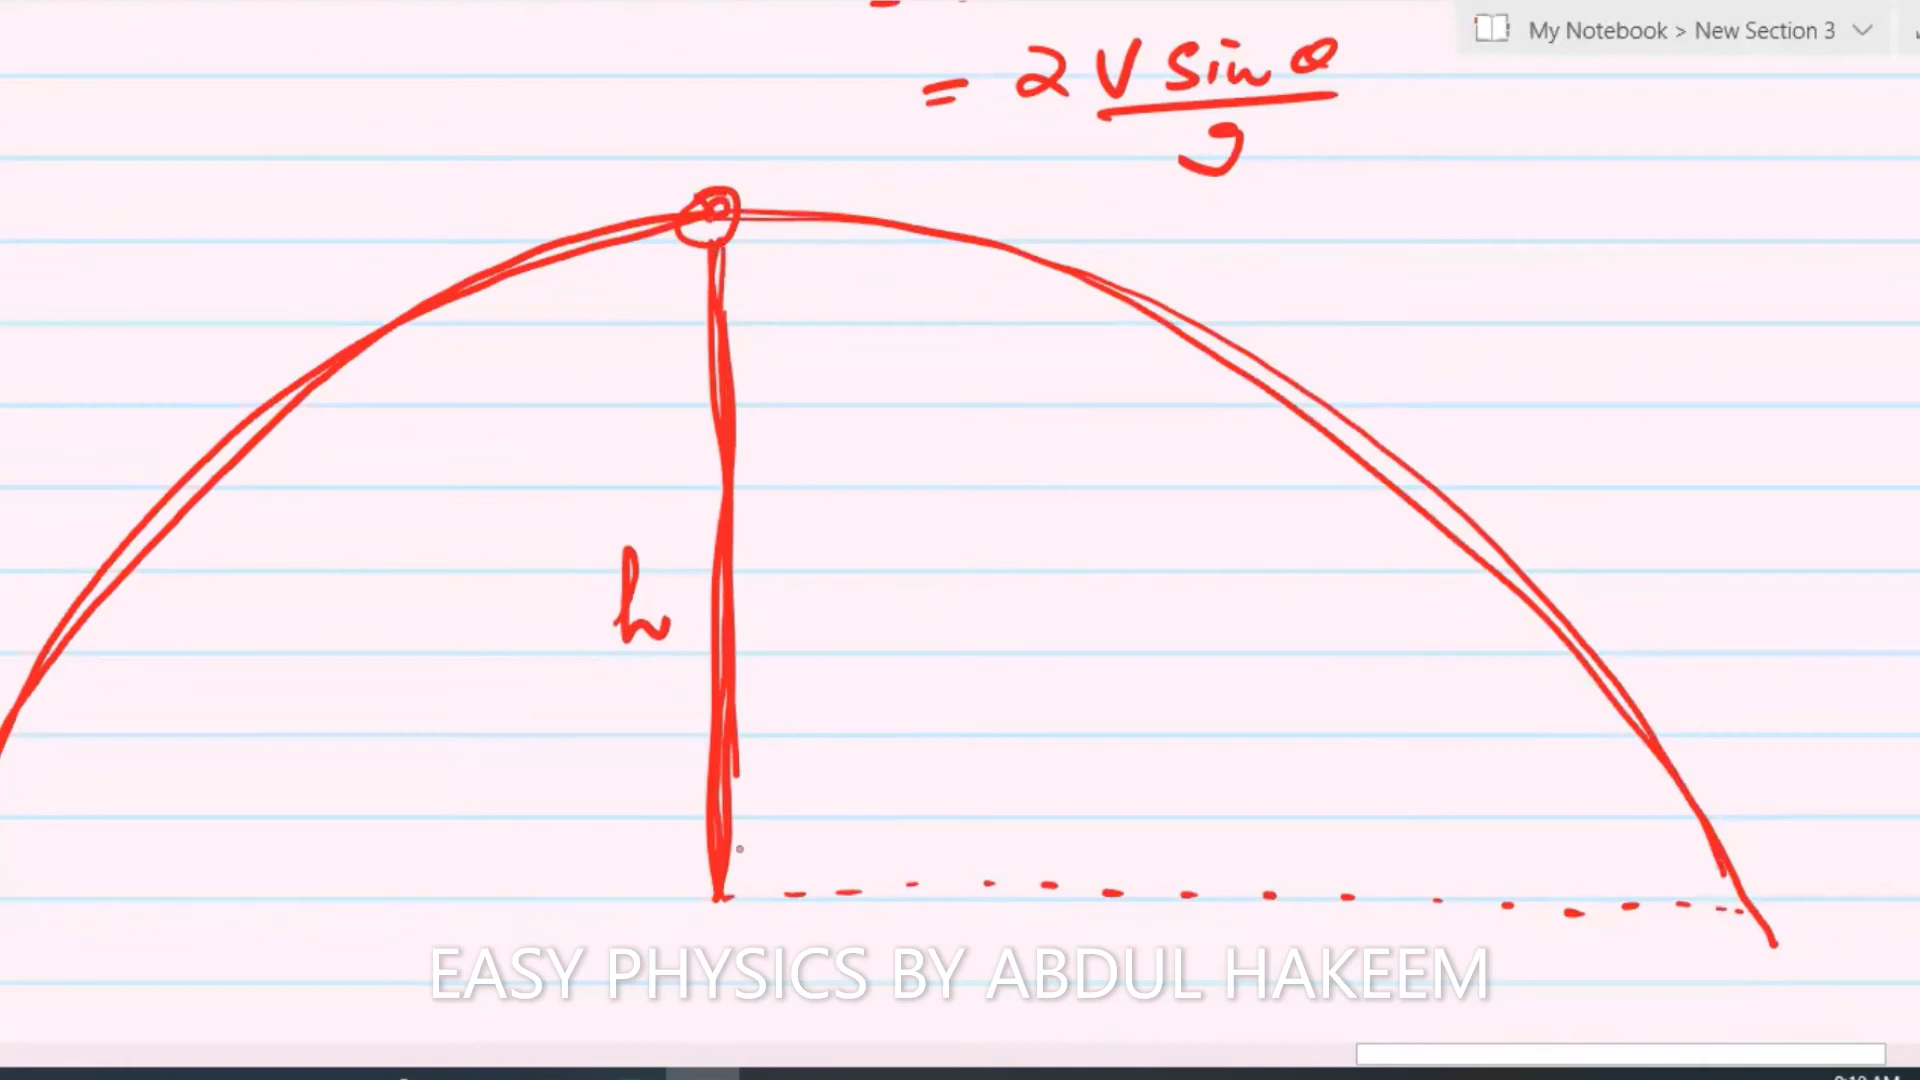 My Notebook > New Section 3
= 2 V sin θ
g
h
EASY PHYSICS BY ABDUL HAKEEM